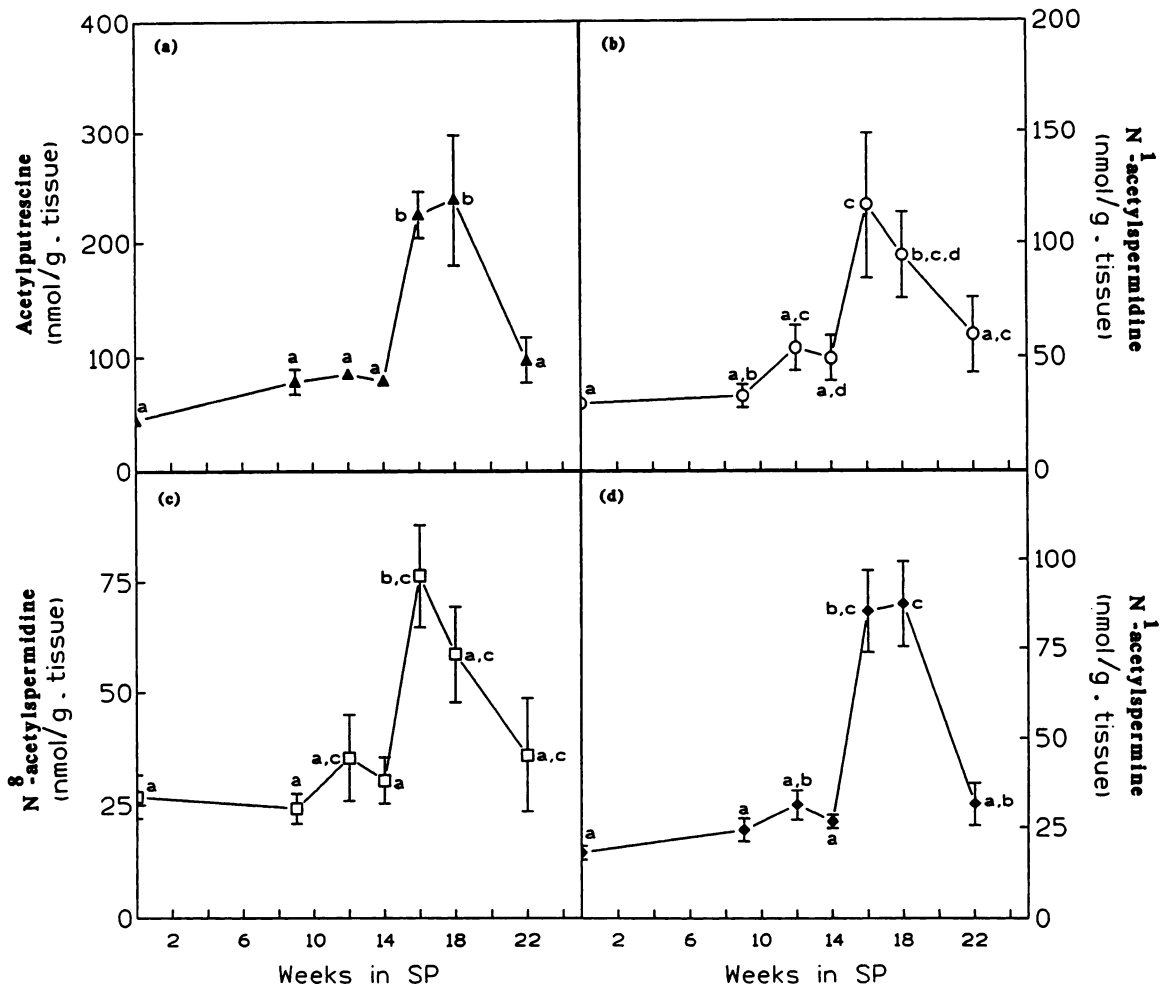 400
300
200
100
0
Acetylputrescine
(nmol/g. tissue)
(a)
a
a
a
a
b
b
a
(b)
a
a,b
a,c
a,d
c
b,c,d
a,c
200
150
100
50
0
N¹-acetylspermidine
(nmol/g. tissue)
75
50
25
0
N⁸-acetylspermidine
(nmol/g. tissue)
(c)
a
a
a,c
a
b,c
a,c
a,c
2 6 10 14 18 22
Weeks in SP
(d)
a
a
a,b
a
b,c
c
a,b
100
75
50
25
0
N¹-acetylspermine
(nmol/g. tissue)
2 6 10 14 18 22
Weeks in SP